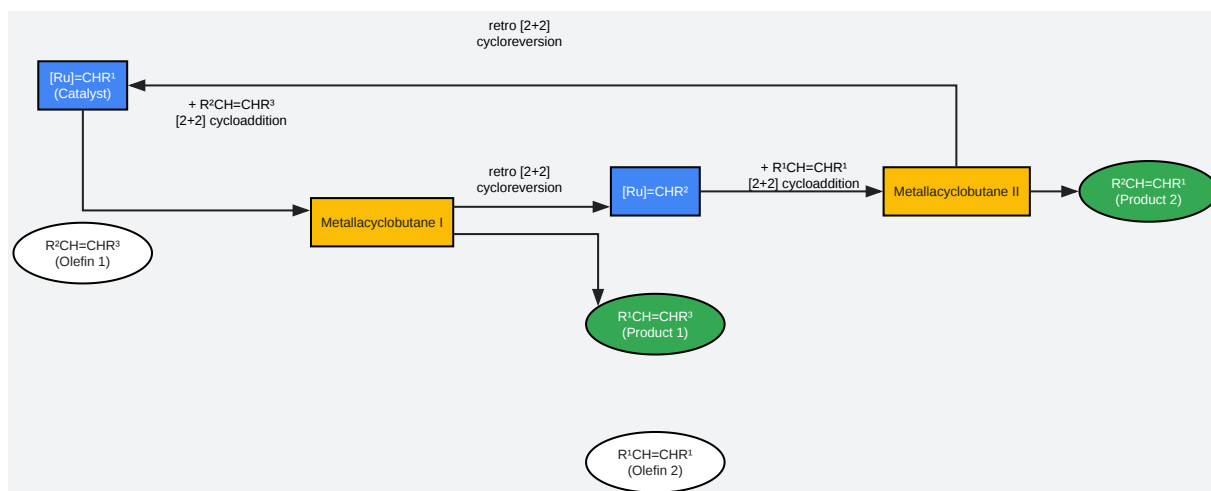 retro [2+2]
cycloreversion
[Ru]=CHR¹
(Catalyst)
+ R²CH=CHR³
[2+2] cycloaddition
retro [2+2]
cycloreversion
+ R¹CH=CHR¹
[2+2] cycloaddition
[Ru]=CHR²
Metallacyclobutane II
R²CH=CHR¹
(Product 2)
Metallacyclobutane I
R²CH=CHR³
(Olefin 1)
R¹CH=CHR³
(Product 1)
R¹CH=CHR¹
(Olefin 2)